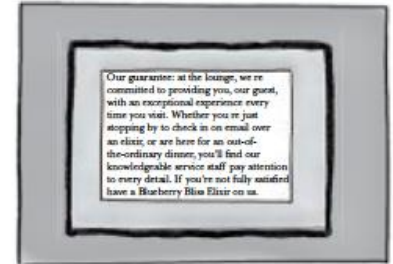 Our guarantee: at the lounge, we re
committed to providing you, our guest,
with an exceptional experience every
time you visit. Whether you re just
stopping by to check in on email over
an elixir, or are here for an out-of-
the-ordinary dinner, you'll find our
knowledgeable service staff pay attention
to every detail. If you're not fully satisfied
have a Blueberry Bliss Elixir on us.